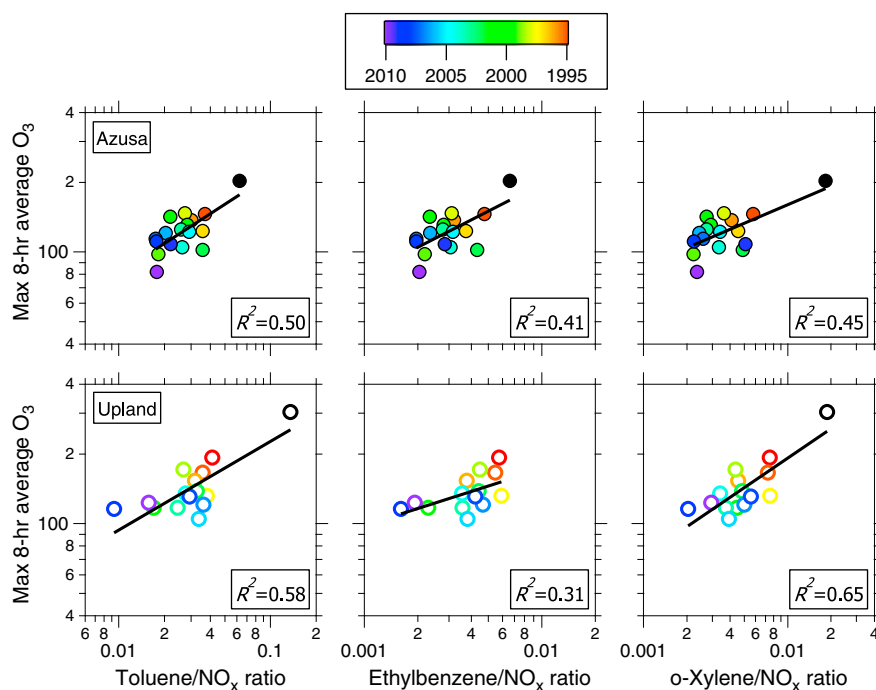 2010 2005 2000 1995
Max 8-hr average O3
4
2
100
8
6
4
Azusa
R²=0.50
R²=0.41
R²=0.45
Max 8-hr average O3
4
2
100
8
6
4
Upland
R²=0.58
R²=0.31
R²=0.65
6 8 0.01 2 4 6 8 0.1 2
0.001 2 4 6 8 0.01 2
0.001 2 4 6 8 0.01 2 4
Toluene/NOx ratio
Ethylbenzene/NOx ratio
o-Xylene/NOx ratio